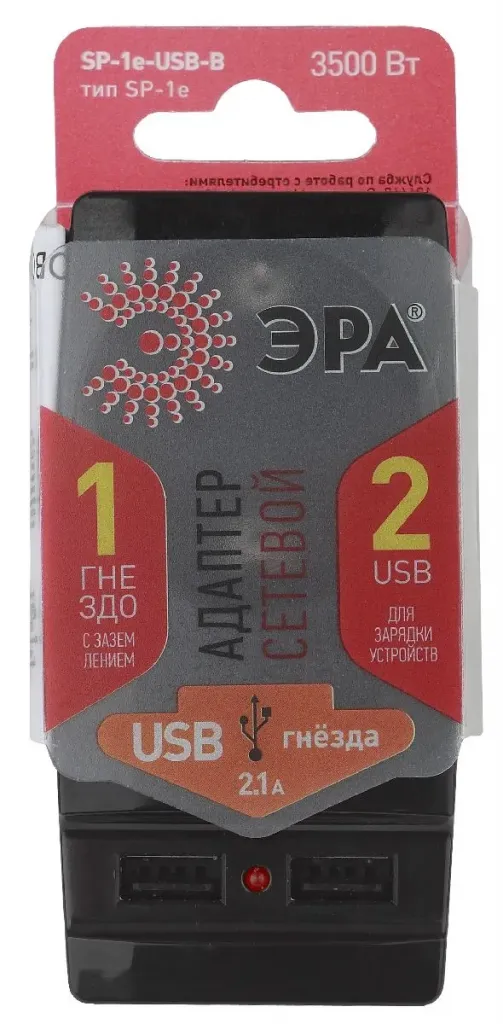 SP-1e-USB-B
3500 Вт
тип SP-1e
Служба по работе с потребителями:
ЭРА®
1
ГНЕ
ЗДО
С ЗАЗЕМ
ЛЕНИЕМ
АДАПТЕР
СЕТЕВОЙ
2
USB
ДЛЯ
ЗАРЯДКИ
УСТРОЙСТВ
USB гнёзда
2.1А